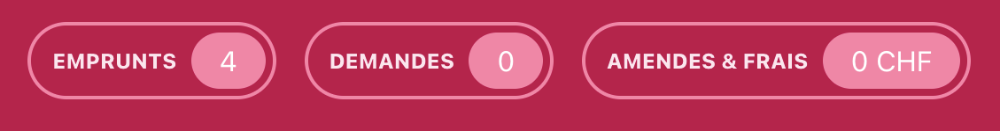 EMPRUNTS 4 DEMANDES 0 AMENDES & FRAIS 0 CHF